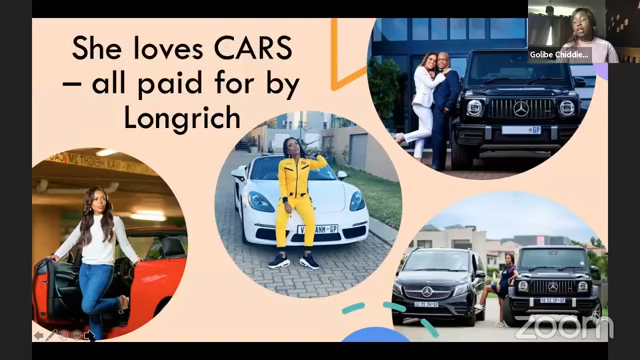 She loves CARS
– all paid for by
Longrich
Golibe Chiddie...
zoom